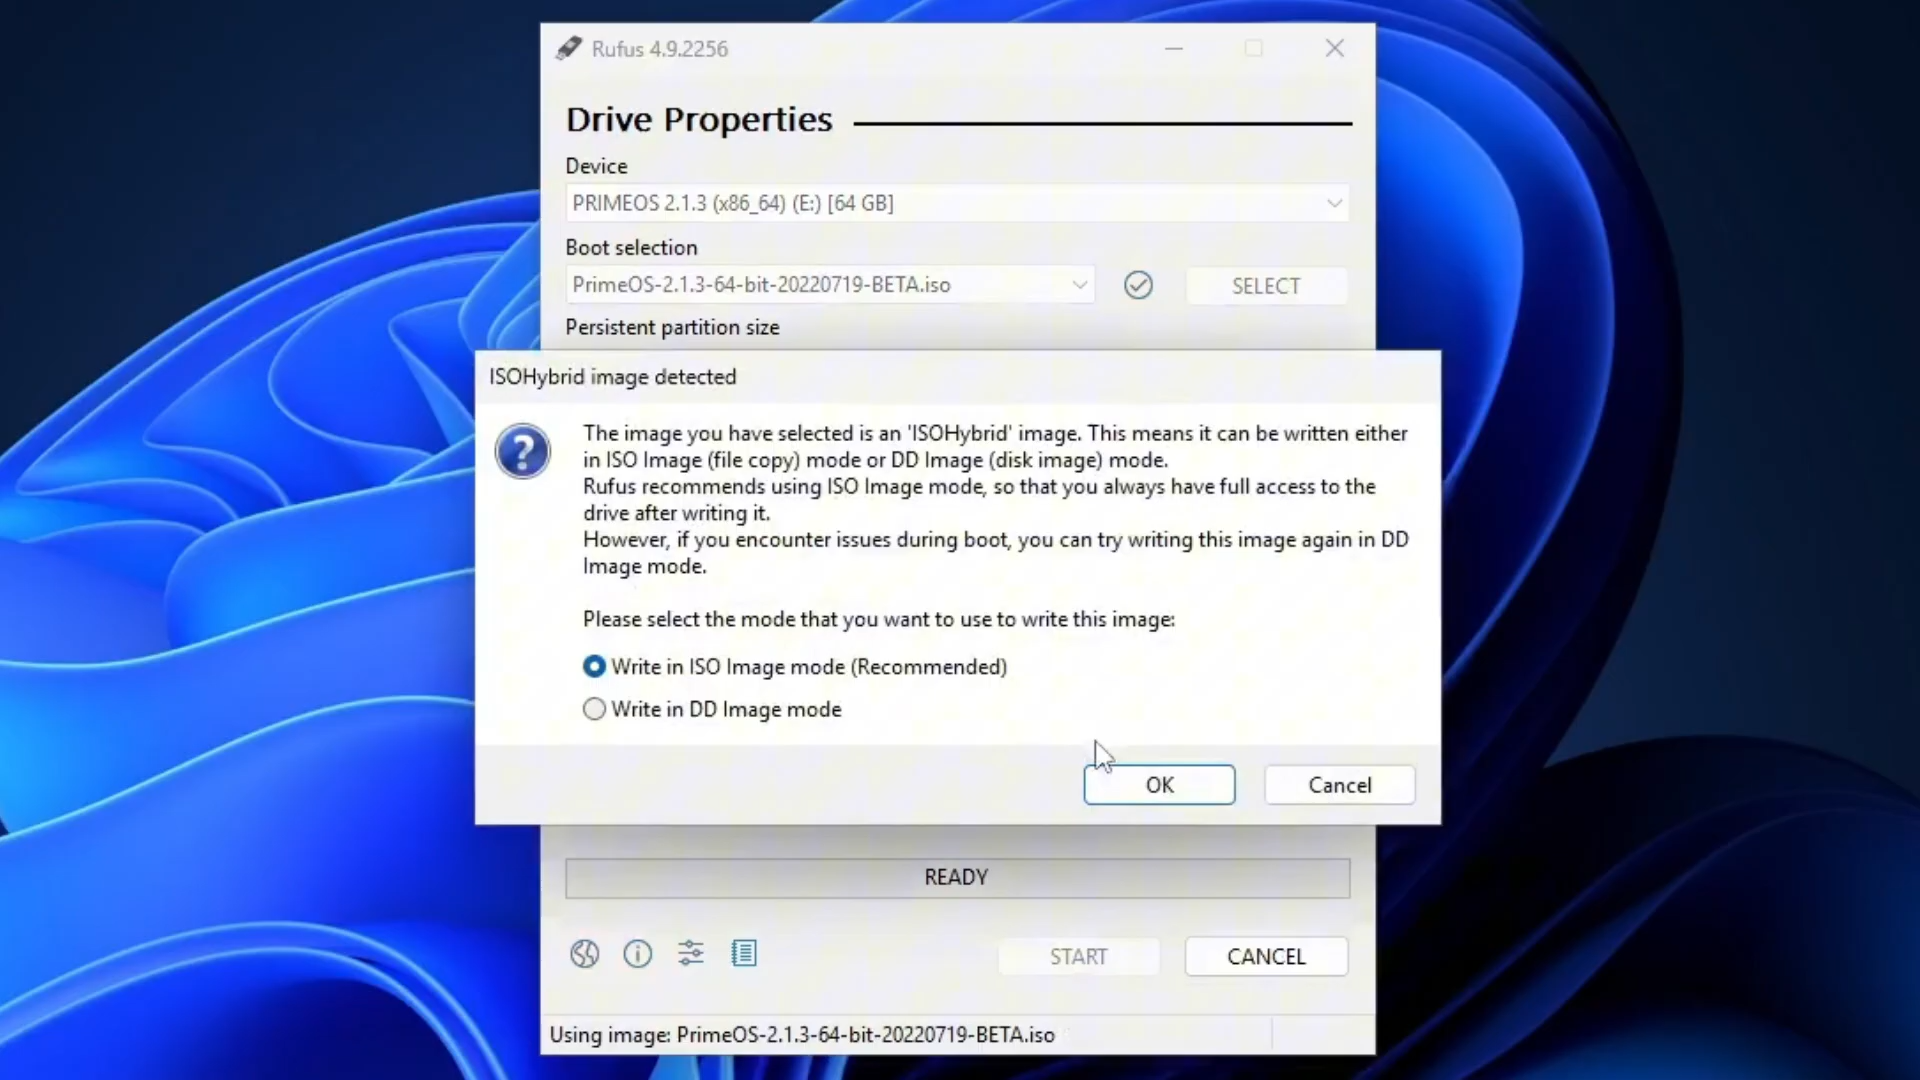 Rufus 4.9.2256
Drive Properties
Device
PRIMEOS 2.1.3 (x86_64) (E:) [64 GB]
Boot selection
PrimeOS-2.1.3-64-bit-20220719-BETA.iso
SELECT
Persistent partition size
ISOHybrid image detected
The image you have selected is an 'ISOHybrid' image. This means it can be written either
in ISO Image (file copy) mode or DD Image (disk image) mode.
Rufus recommends using ISO Image mode, so that you always have full access to the
drive after writing it.
However, if you encounter issues during boot, you can try writing this image again in DD
Image mode.
Please select the mode that you want to use to write this image:
Write in ISO Image mode (Recommended)
Write in DD Image mode
OK
Cancel
READY
START
CANCEL
Using image: PrimeOS-2.1.3-64-bit-20220719-BETA.iso